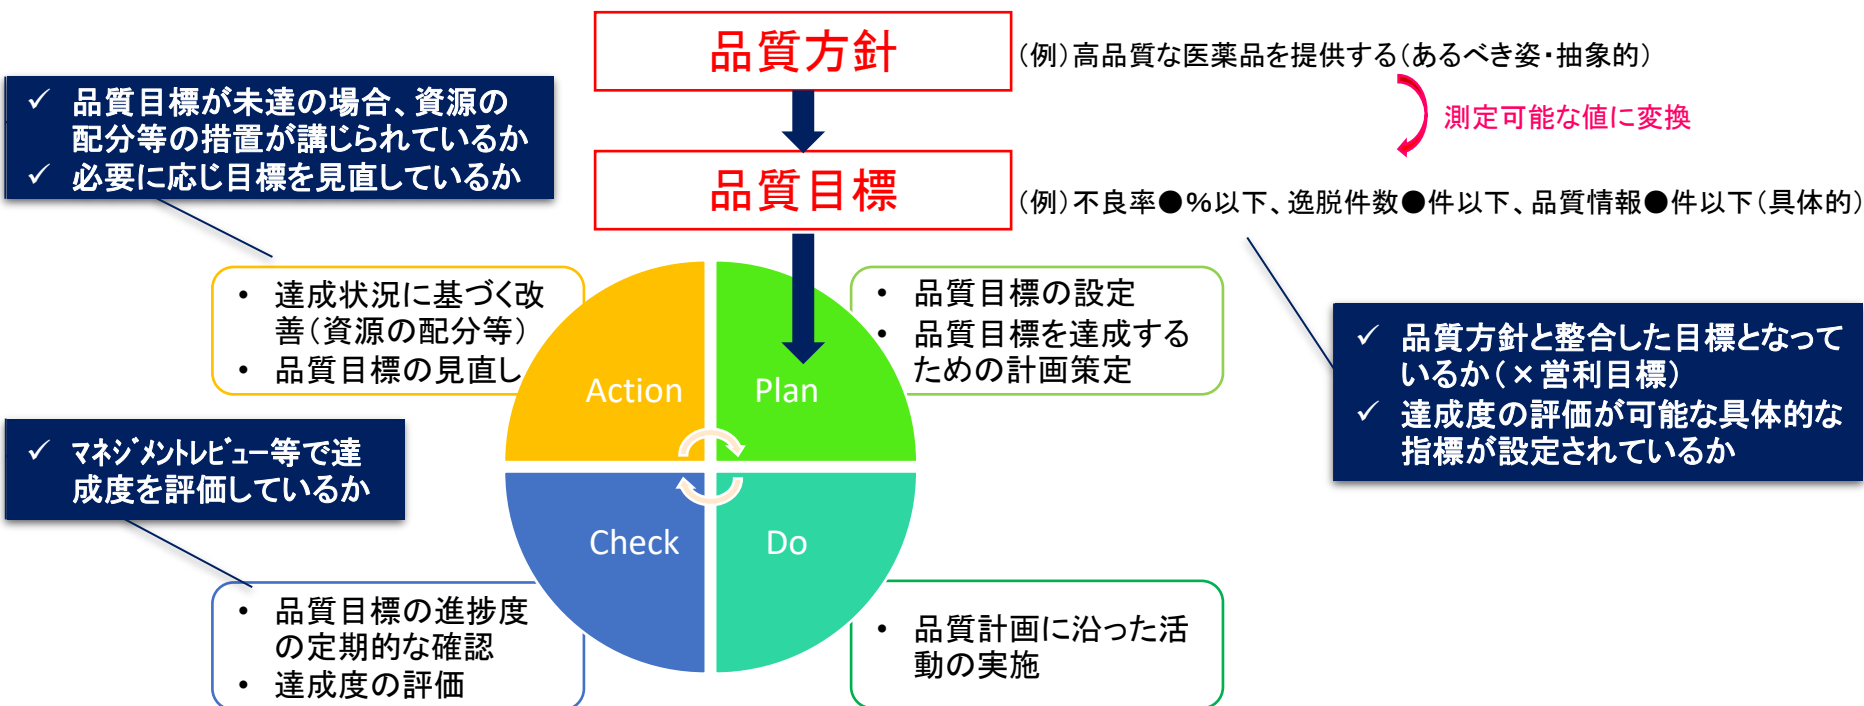 品質方針
(例)高品質な医薬品を提供する(あるべき姿・抽象的)
測定可能な値に変換
品質目標
(例)不良率●%以下、逸脱件数●件以下、品質情報●件以下(具体的)
✓ 品質目標が未達の場合、資源の
配分等の措置が講じられているか
✓ 必要に応じ目標を見直しているか
• 達成状況に基づく改
善(資源の配分等)
• 品質目標の見直し
Action
Plan
• 品質目標の設定
• 品質目標を達成する
ための計画策定
✓ 品質方針と整合した目標となって
いるか(×営利目標)
✓ 達成度の評価が可能な具体的な
指標が設定されているか
✓ マネジメントレビュー等で達
成度を評価しているか
Check
Do
• 品質目標の進捗度
の定期的な確認
• 達成度の評価
• 品質計画に沿った活
動の実施